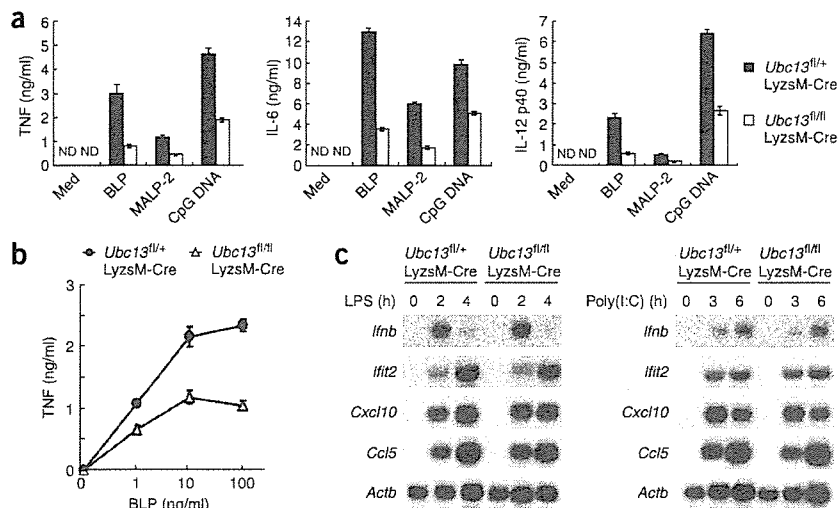 a
TNF (ng/ml)
6
5
4
3
2
1
0
ND ND
Med
BLP
MALP-2
CpG DNA
IL-6 (ng/ml)
14
12
10
8
6
4
2
0
ND ND
Med
BLP
MALP-2
CpG DNA
IL-12 p40 (ng/ml)
7
6
5
4
3
2
1
0
ND ND
Med
BLP
MALP-2
CpG DNA
Ubc13fl/+
LyzsM-Cre
Ubc13fl/fl
LyzsM-Cre
b
Ubc13fl/+
LyzsM-Cre
Ubc13fl/fl
LyzsM-Cre
TNF (ng/ml)
3
2
1
0
0 1 10 100
BLP (ng/ml)
c
Ubc13fl/+ Ubc13fl/fl
LyzsM-Cre LyzsM-Cre
LPS (h) 0 2 4 0 2 4
Ifnb
Ifit2
Cxcl10
Ccl5
Actb
Ubc13fl/+ Ubc13fl/fl
LyzsM-Cre LyzsM-Cre
Poly(I:C) (h) 0 3 6 0 3 6
Ifnb
Ifit2
Cxcl10
Ccl5
Actb